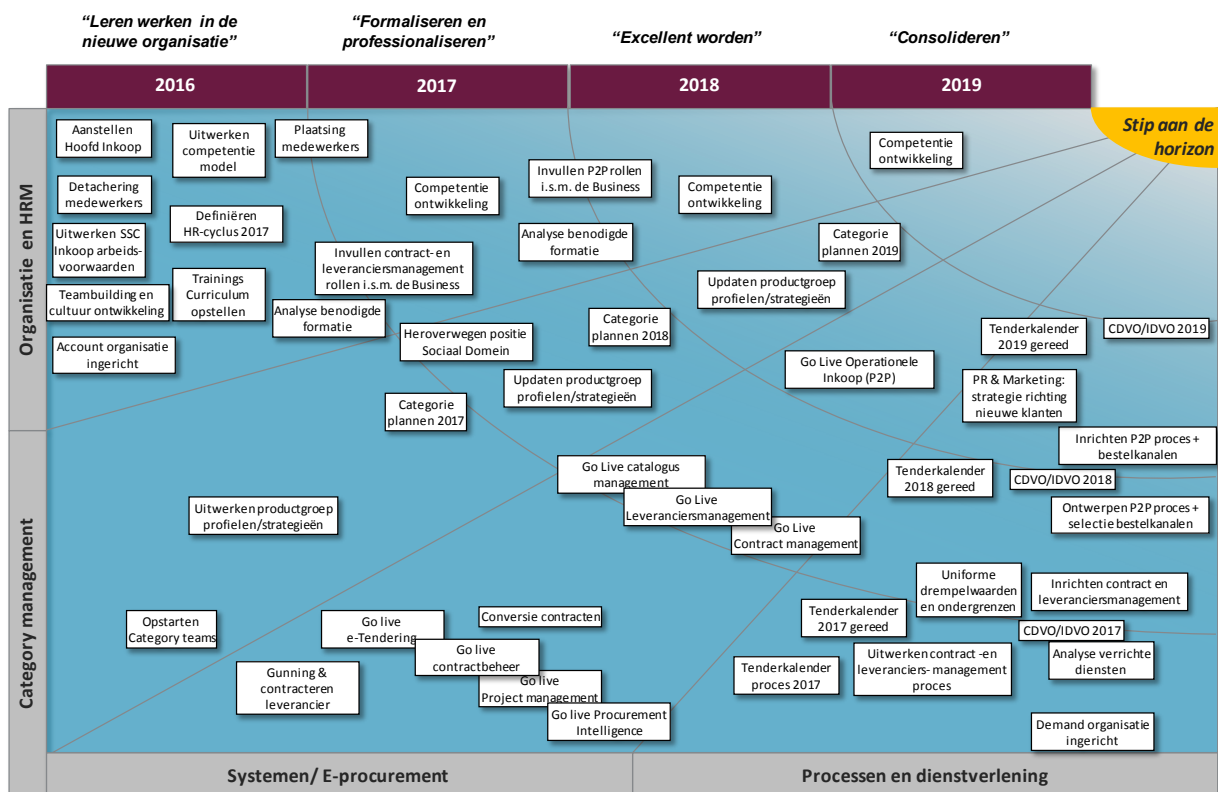 “Leren werken in de
nieuwe organisatie”
“Formaliseren en
professionaliseren”
“Excellent worden”
“Consolideren”
2016
2017
2018
2019
Stip aan de
horizon
Organisatie en HRM
Category management
Systemen/ E-procurement
Processen en dienstverlening
Aanstellen
Hoofd Inkoop
Uitwerken
competentie
model
Plaatsing
medewerkers
Detachering
medewerkers
Definiëren
HR-cyclus 2017
Uitwerken SSC
Inkoop arbeids-
voorwaarden
Trainings
Curriculum
opstellen
Teambuilding en
cultuur ontwikkeling
Account organisatie
ingericht
Competentie
ontwikkeling
Invullen contract- en
leveranciersmanagement
rollen i.s.m. de Business
Analyse benodigde
formatie
Heroverwegen positie
Sociaal Domein
Categorie
plannen 2017
Updaten productgroep
profielen/strategieën
Invullen P2P rollen
i.s.m. de Business
Analyse benodigde
formatie
Competentie
ontwikkeling
Updaten productgroep
profielen/strategieën
Categorie
plannen 2018
Competentie
ontwikkeling
Categorie
plannen 2019
Go Live Operationele
Inkoop (P2P)
Tenderkalender
2019 gereed
CDVO/IDVO 2019
PR & Marketing:
strategie richting
nieuwe klanten
Inrichten P2P proces +
bestelkanalen
Tenderkalender
2018 gereed
CDVO/IDVO 2018
Ontwerpen P2P proces +
selectie bestelkanalen
Go Live catalogus
management
Go Live
Leveranciersmanagement
Go Live
Contract management
Uitwerken productgroep
profielen/strategieën
Opstarten
Category teams
Gunning &
contracteren
leverancier
Go live
e-Tendering
Go live
contractbeheer
Conversie contracten
Go live
Project management
Go live Procurement
Intelligence
Tenderkalender
proces 2017
Tenderkalender
2017 gereed
Uniforme
drempelwaarden
en ondergrenzen
Inrichten contract en
leveranciersmanagement
CDVO/IDVO 2017
Uitwerken contract -en
leveranciers- management
proces
Analyse verrichte
diensten
Demand organisatie
ingericht